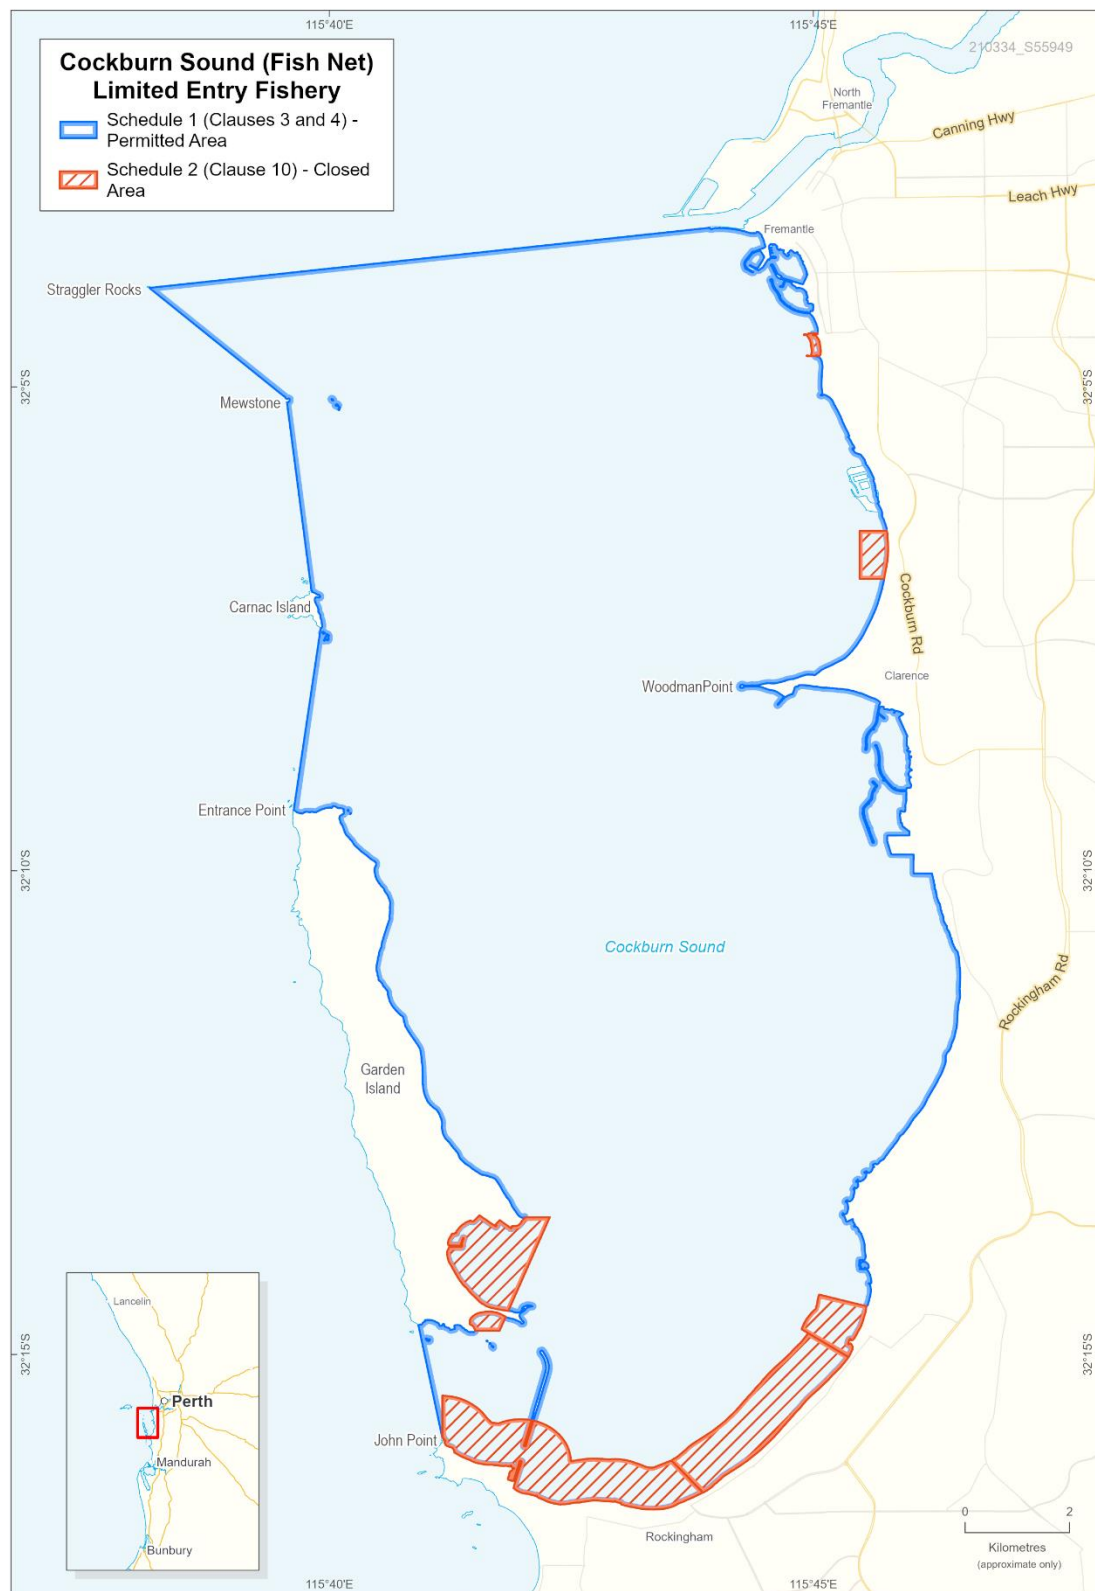 115°40'E
115°45'E
210334_S55949
Cockburn Sound (Fish Net)
Limited Entry Fishery
Schedule 1 (Clauses 3 and 4) -
Permitted Area
Schedule 2 (Clause 10) - Closed
Area
North
Fremantle
Canning Hwy
Leach Hwy
Fremantle
Straggler Rocks
32°5'S
32°5'S
Mewstone
Carnac Island
Cockburn Rd
WoodmanPoint
Clarence
Entrance Point
32°10'S
32°10'S
Cockburn Sound
Rockingham Rd
Garden
Island
Lancelin
Perth
Mandurah
Bunbury
32°15'S
32°15'S
John Point
Rockingham
0
2
Kilometres
(approximate only)
115°40'E
115°45'E